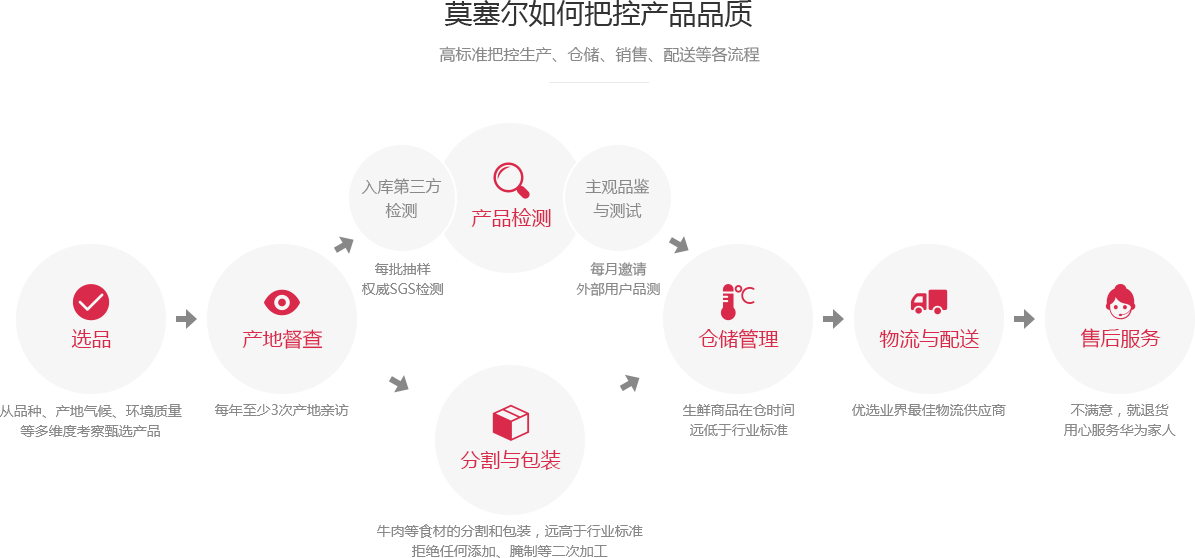 莫塞尔如何把控产品品质
高标准把控生产、仓储、销售、配送等各流程
选品
从品种、产地气候、环境质量
等多维度考察甄选产品
产地督查
每年至少3次产地亲访
入库第三方
检测
每批抽样
权威SGS检测
产品检测
主观品鉴
与测试
每月邀请
外部用户品测
分割与包装
牛肉等食材的分割和包装，远高于行业标准
拒绝任何添加、腌制等二次加工
℃
仓储管理
生鲜商品在仓时间
远低于行业标准
物流与配送
优选业界最佳物流供应商
售后服务
不满意，就退货
用心服务华为家人